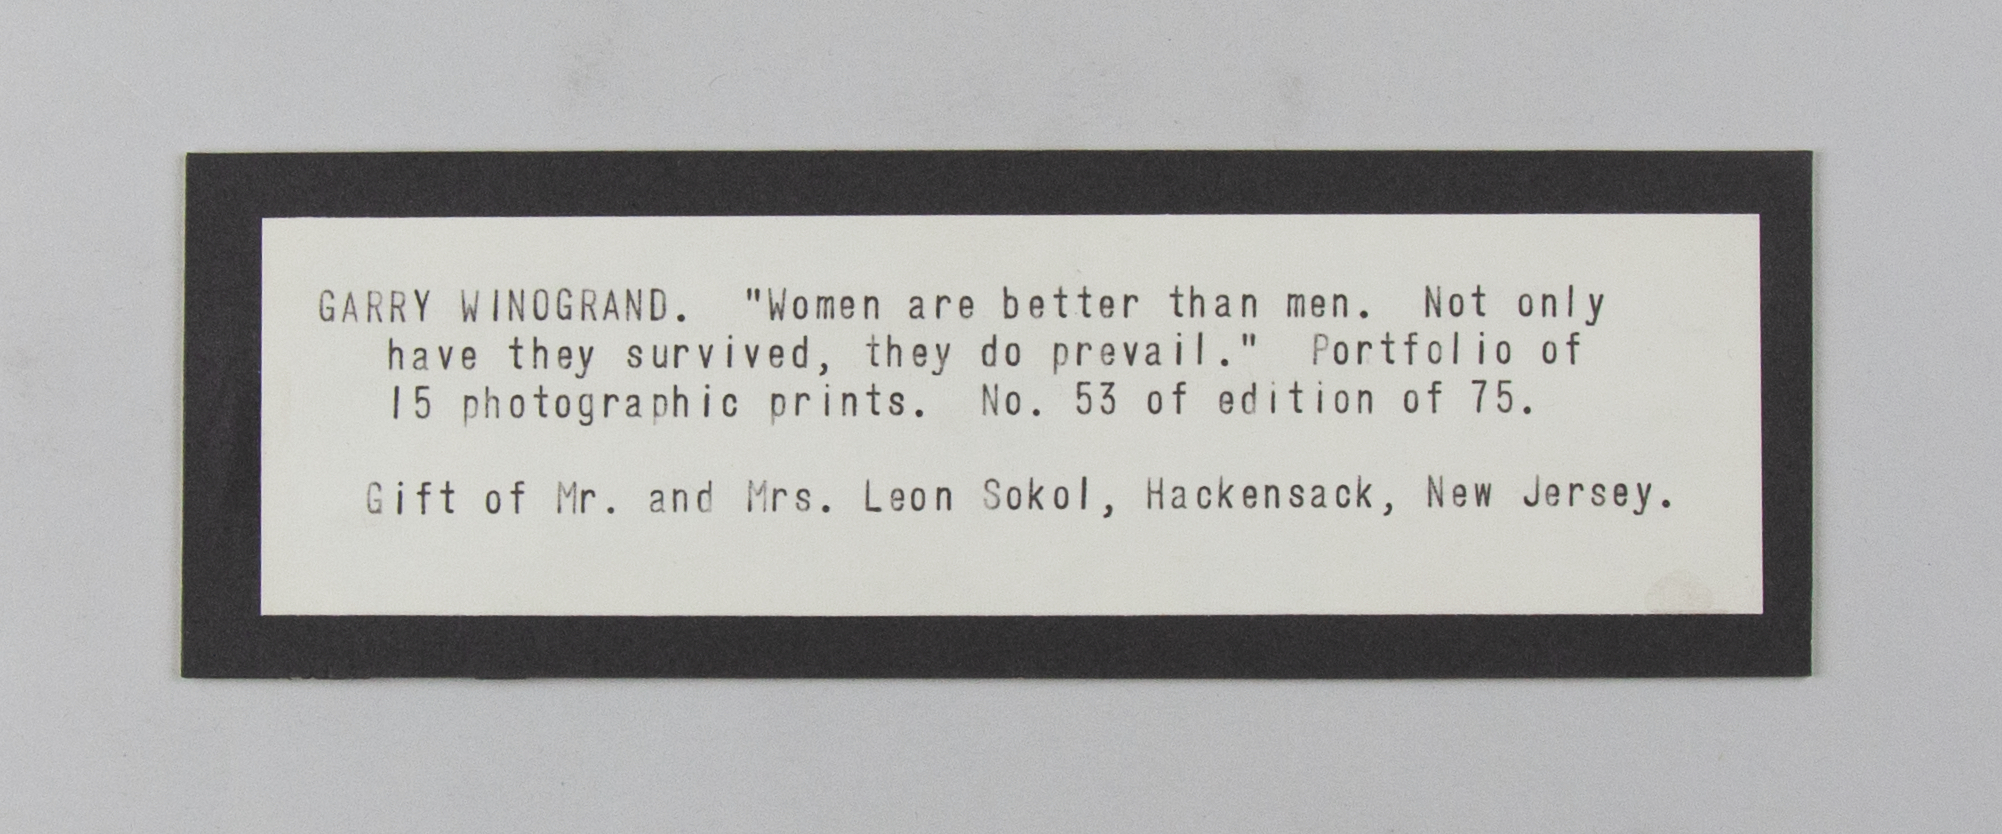 GARRY WINOGRAND.  "Women are better than men.  Not only
have they survived, they do prevail."  Portfolio of
15 photographic prints.  No. 53 of edition of 75.
Gift of Mr. and Mrs. Leon Sokol, Hackensack, New Jersey.